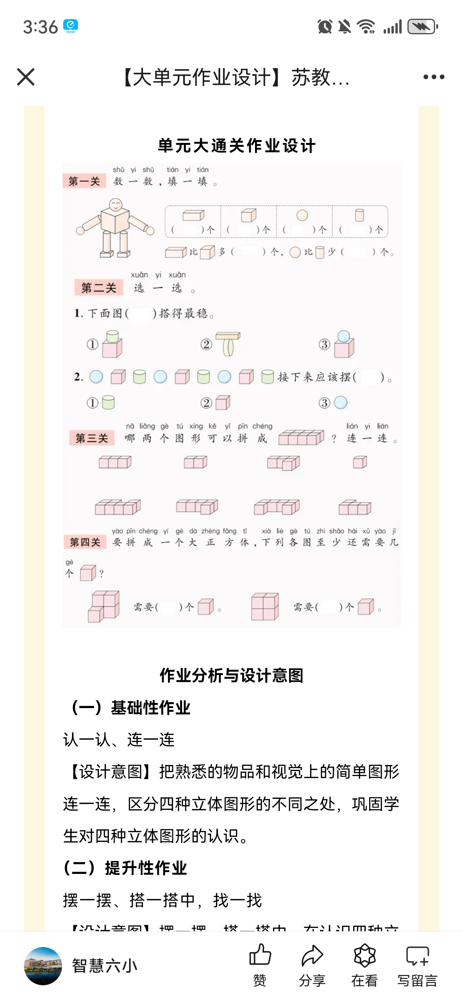 3:36
【大单元作业设计】苏教...
单元大通关作业设计
shǔ yi shǔ tián yi tián
第一关 数一数，填一填。
( )个 ( )个 ( )个 ( )个
比 多( )个， 比 少( )个。
xuǎn yi xuǎn
第二关 选一选。
1. 下面图( )搭得最稳。
① ② ③
2. 接下来应该摆( )。
① ② ③
nǎ liǎng gè tú xíng kě yǐ pīn chéng lián yi lián
第三关 哪两个图形可以拼成 ? 连一连。
yào pīn chéng yí gè dà zhèng fāng tǐ xià liè gè tú zhì shǎo hái xū yào jǐ
第四关 要拼成一个大正方体，下列各图至少还需要几
gè
个 ?
需要( )个 。 需要( )个 。
作业分析与设计意图
（一）基础性作业
认一认、连一连
【设计意图】把熟悉的物品和视觉上的简单图形
连一连，区分四种立体图形的不同之处，巩固学
生对四种立体图形的认识。
（二）提升性作业
摆一摆、搭一搭中，找一找
【设计意图】摆一摆、搭一搭中，在认识四种立
智慧六小
赞 分享 在看 写留言